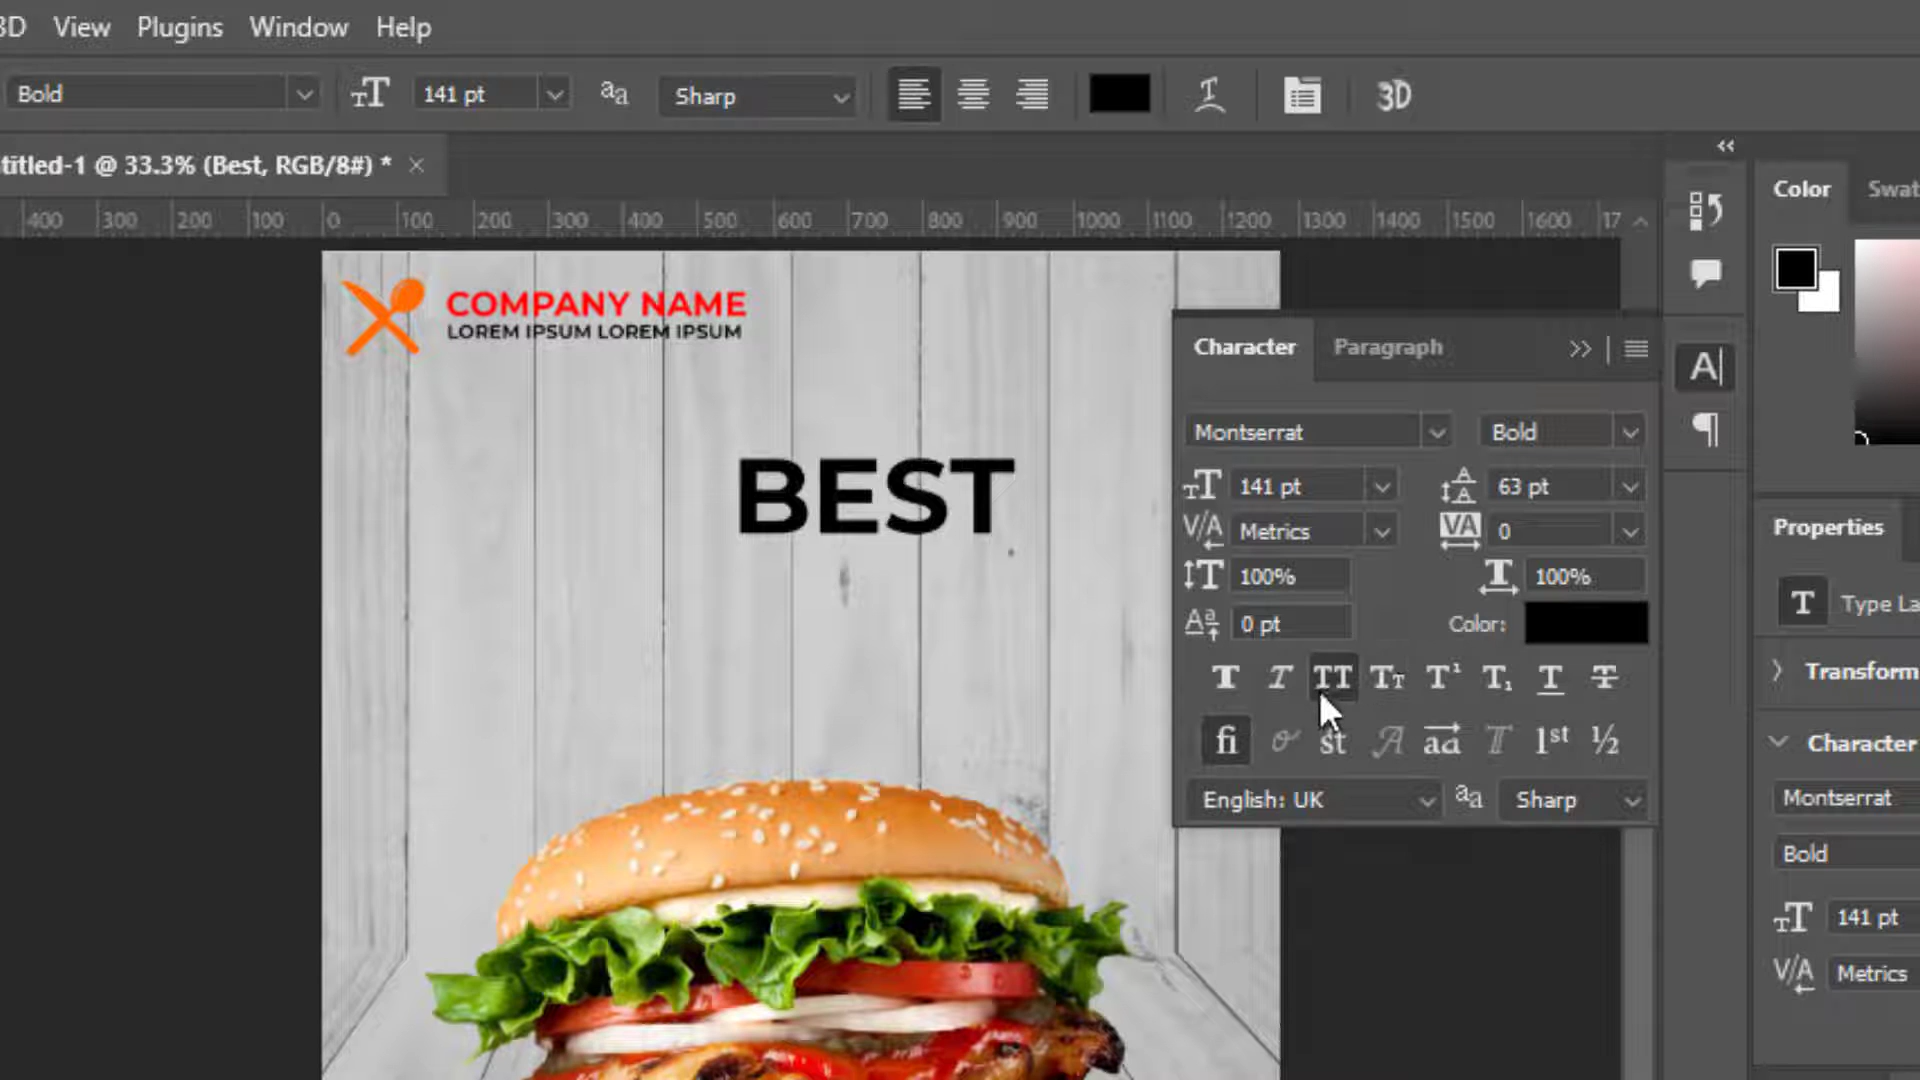 3D View Plugins Window Help
Bold 141 pt Sharp 3D
titled-1 @ 33.3% (Best, RGB/8#) *
400 300 200 100 0 100 200 300 400 500 600 700 800 900 1000 1100 1200 1300 1400 1500 1600 17
Color Swat
COMPANY NAME
LOREM IPSUM LOREM IPSUM
BEST
Character Paragraph
Montserrat Bold
141 pt 63 pt
Metrics 0
100% 100%
0 pt Color:
English: UK Sharp
Properties
Type La
Transform
Character
Montserrat
Bold
141 pt
Metrics